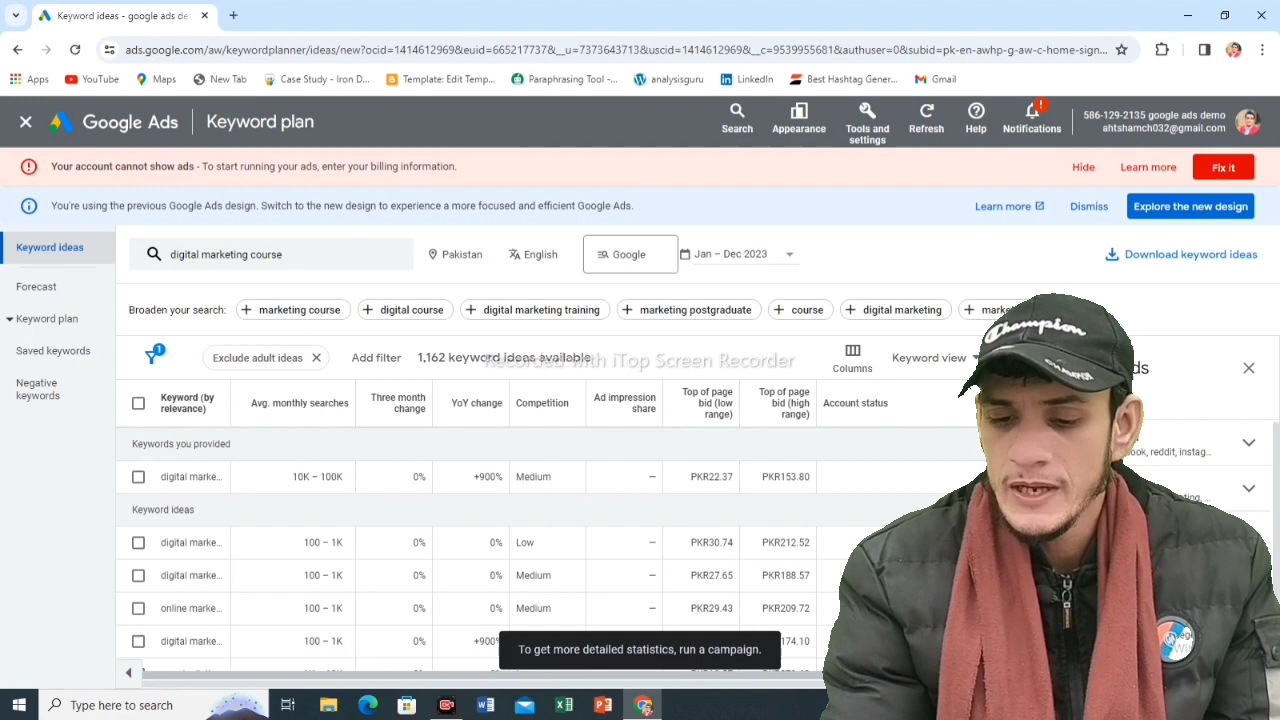 Keyword ideas - google ads de
ads.google.com/aw/keywordplanner/ideas/new?ocid=1414612969&euid=665217737&__u=7373643713&uscid=1414612969&__c=9539955681&authuser=0&subid=pk-en-awhp-g-aw-c-home-sign...
Apps YouTube Maps New Tab Case Study - Iron D... Template: Edit Temp... Paraphrasing Tool -... analysisguru LinkedIn Best Hashtag Gener... Gmail
Google Ads Keyword plan Search Appearance Tools and settings Refresh Help Notifications
586-129-2135 google ads demo
ahtshamch032@gmail.com
Your account cannot show ads - To start running your ads, enter your billing information. Hide Learn more Fix it
You're using the previous Google Ads design. Switch to the new design to experience a more focused and efficient Google Ads. Learn more Dismiss Explore the new design
Keyword ideas
Forecast
Keyword plan
Saved keywords
Negative
keywords
digital marketing course Pakistan English Google Jan – Dec 2023 Download keyword ideas
Broaden your search: marketing course digital course digital marketing training marketing postgraduate course digital marketing
1 Exclude adult ideas Add filter 1,162 keyword ideas available Columns Keyword view
Recorded with iTop Screen Recorder
Keyword (by relevance) Avg. monthly searches Three month change YoY change Competition Ad impression share Top of page bid (low range) Top of page bid (high range) Account status
Keywords you provided
digital marke... 10K – 100K 0% +900% Medium — PKR22.37 PKR153.80
Keyword ideas
digital marke... 100 – 1K 0% 0% Low — PKR30.74 PKR212.52
digital marke... 100 – 1K 0% 0% Medium — PKR27.65 PKR188.57
online marke... 100 – 1K 0% 0% Medium — PKR29.43 PKR209.72
digital marke... 100 – 1K 0% +900% 174.10
To get more detailed statistics, run a campaign.
ook, reddit, instag...
Champion
Type here to search